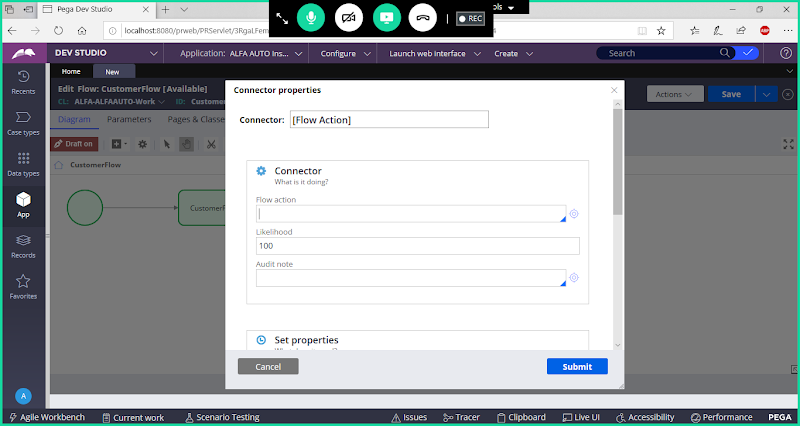 Pega Dev Studio
ols
REC
localhost:8080/prweb/PRServlet/3RgaLFem
DEV STUDIO
Application: ALFA AUTO Ins...
Configure
Launch web interface
Create
Search
Home
New
Recents
Case types
Data types
App
Records
Favorites
A
Edit Flow: CustomerFlow [Available]
CL: ALFA-ALFAAUTO-Work
ID: Custome
Actions
Save
Diagram
Parameters
Pages & Classe
Draft on
CustomerFlow
CustomerF
Connector properties
Connector: [Flow Action]
Connector
What is it doing?
Flow action
Likelihood
100
Audit note
Set properties
Cancel
Submit
Agile Workbench
Current work
Scenario Testing
Issues
Tracer
Clipboard
Live UI
Accessibility
Performance
PEGA